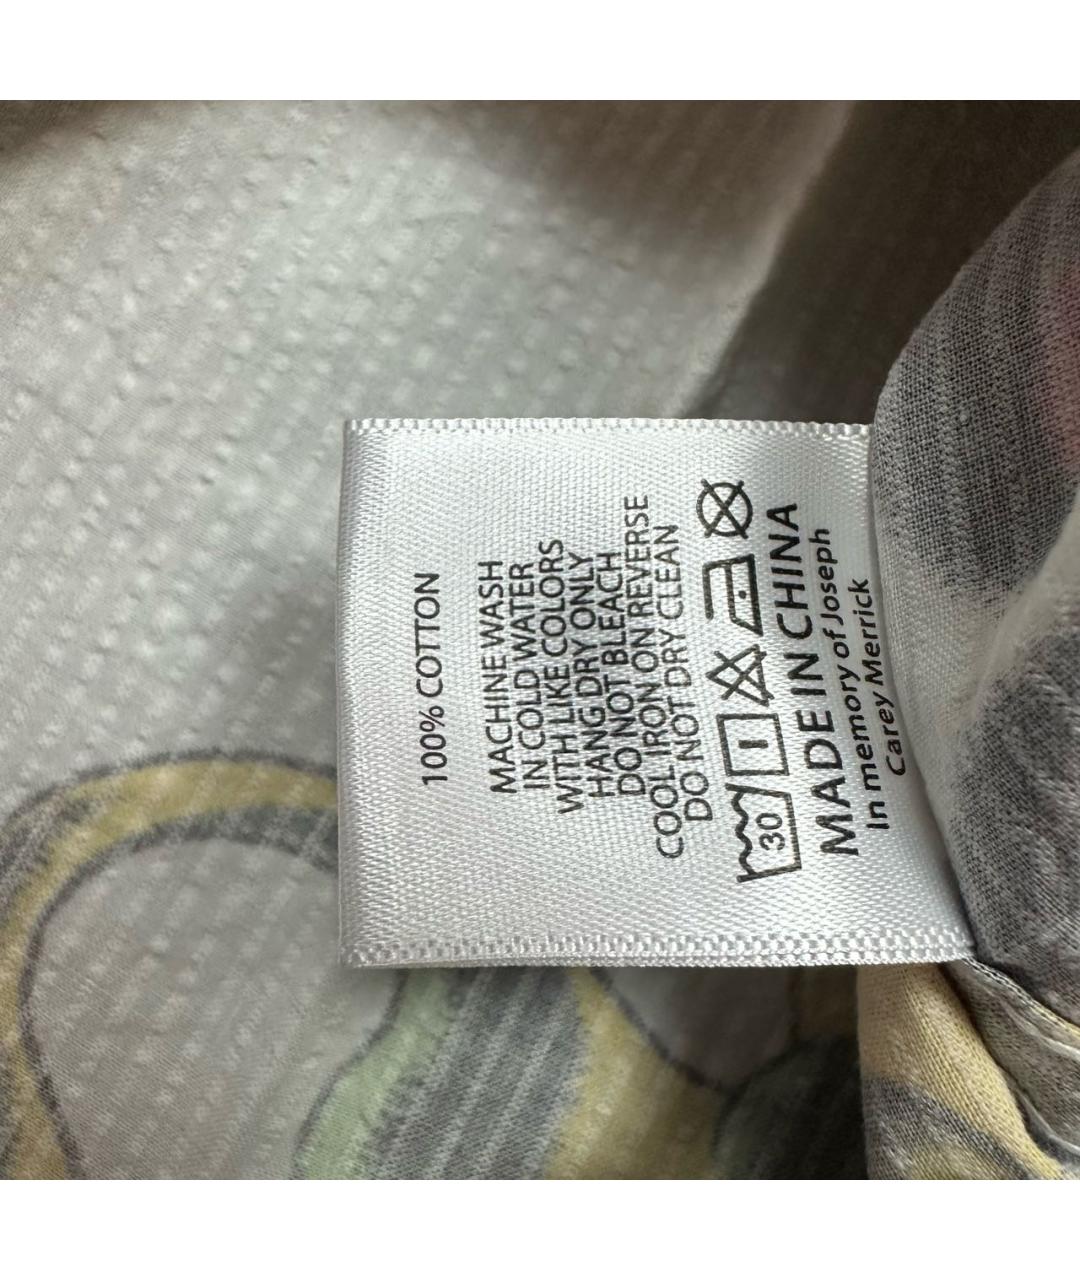 100% COTTON
MACHINE WASH
IN COLD WATER
WITH LIKE COLORS
HANG DRY ONLY
DO NOT BLEACH
COOL IRON ON REVERSE
DO NOT DRY CLEAN
30
MADE IN CHINA
In memory of Joseph
Carey Merrick